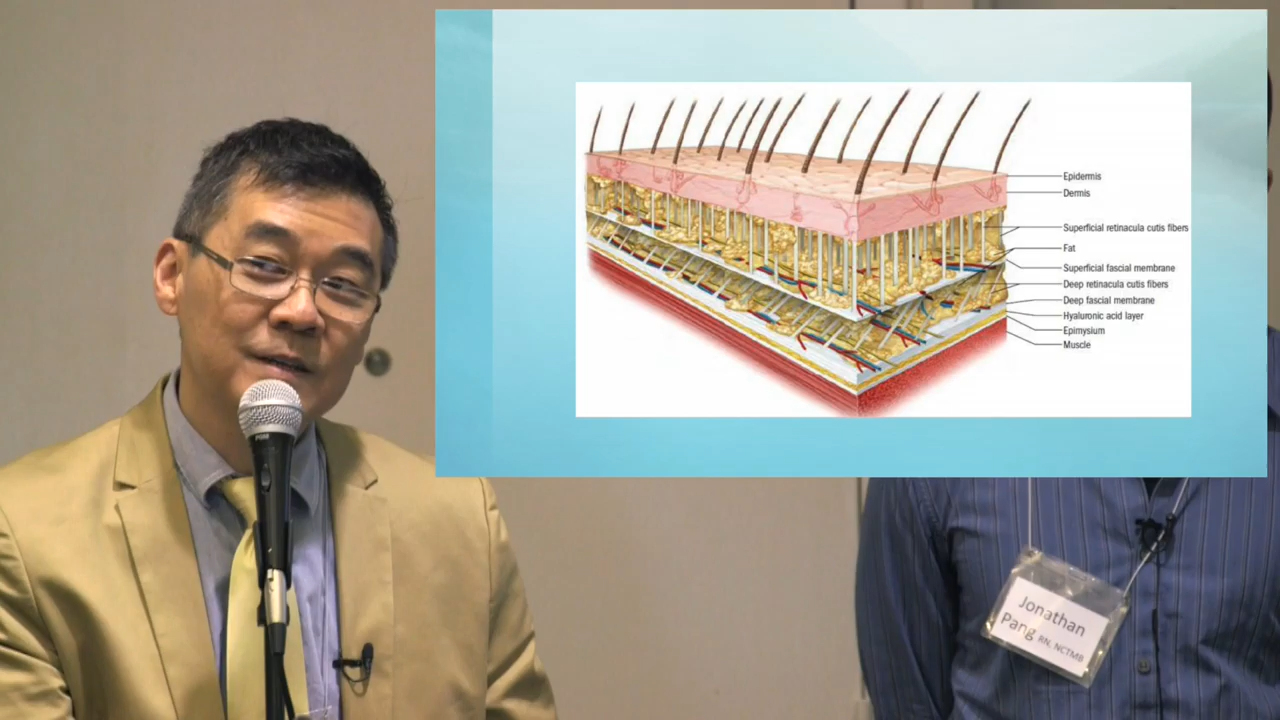 Epidermis
Dermis
Superficial retinacula cutis fibers
Fat
Superficial fascial membrane
Deep retinacula cutis fibers
Deep fascial membrane
Hyaluronic acid layer
Epimysium
Muscle
Jonathan
Pang RN, NCTMB